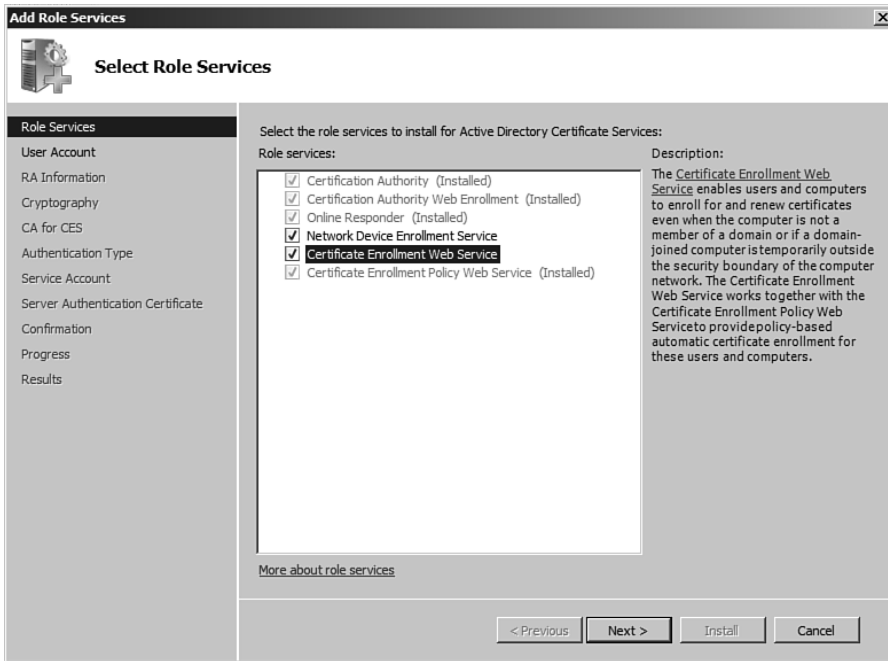 Add Role Services
Select Role Services
Role Services
User Account
RA Information
Cryptography
CA for CES
Authentication Type
Service Account
Server Authentication Certificate
Confirmation
Progress
Results
Select the role services to install for Active Directory Certificate Services:
Role services:
Certification Authority (Installed)
Certification Authority Web Enrollment (Installed)
Online Responder (Installed)
Network Device Enrollment Service
Certificate Enrollment Web Service
Certificate Enrollment Policy Web Service (Installed)
More about role services
Description:
The Certificate Enrollment Web
Service enables users and computers
to enroll for and renew certificates
even when the computer is not a
member of a domain or if a domain-
joined computer is temporarily outside
the security boundary of the computer
network. The Certificate Enrollment
Web Service works together with the
Certificate Enrollment Policy Web
Serviceto providepolicy-based
automatic certificate enrollment for
these users and computers.
< Previous
Next >
Install
Cancel